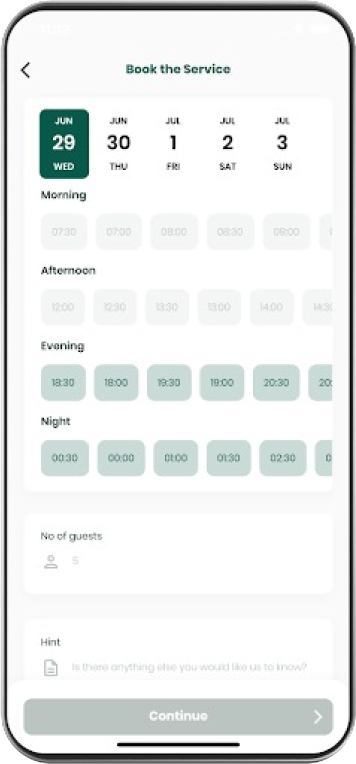 Book the Service
JUN JUN JUL JUL JUL
29 30 1 2 3
WED THU FRI SAT SUN
Morning
07:30 07:00 08:00 08:30 09:00
Afternoon
12:00 12:30 13:30 13:00 14:00 14:30
Evening
18:30 18:00 19:30 19:00 20:30 20:
Night
00:30 00:00 01:00 01:30 02:30 0
No of guests
5
Hint
Is there anything else you would like us to know?
Continue